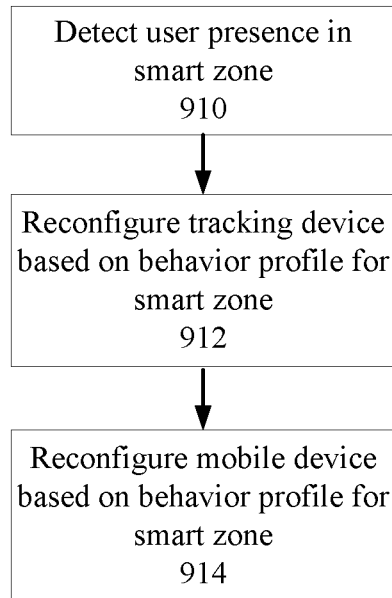 Detect user presence in
smart zone
910
Reconfigure tracking device
based on behavior profile for
smart zone
912
Reconfigure mobile device
based on behavior profile for
smart zone
914